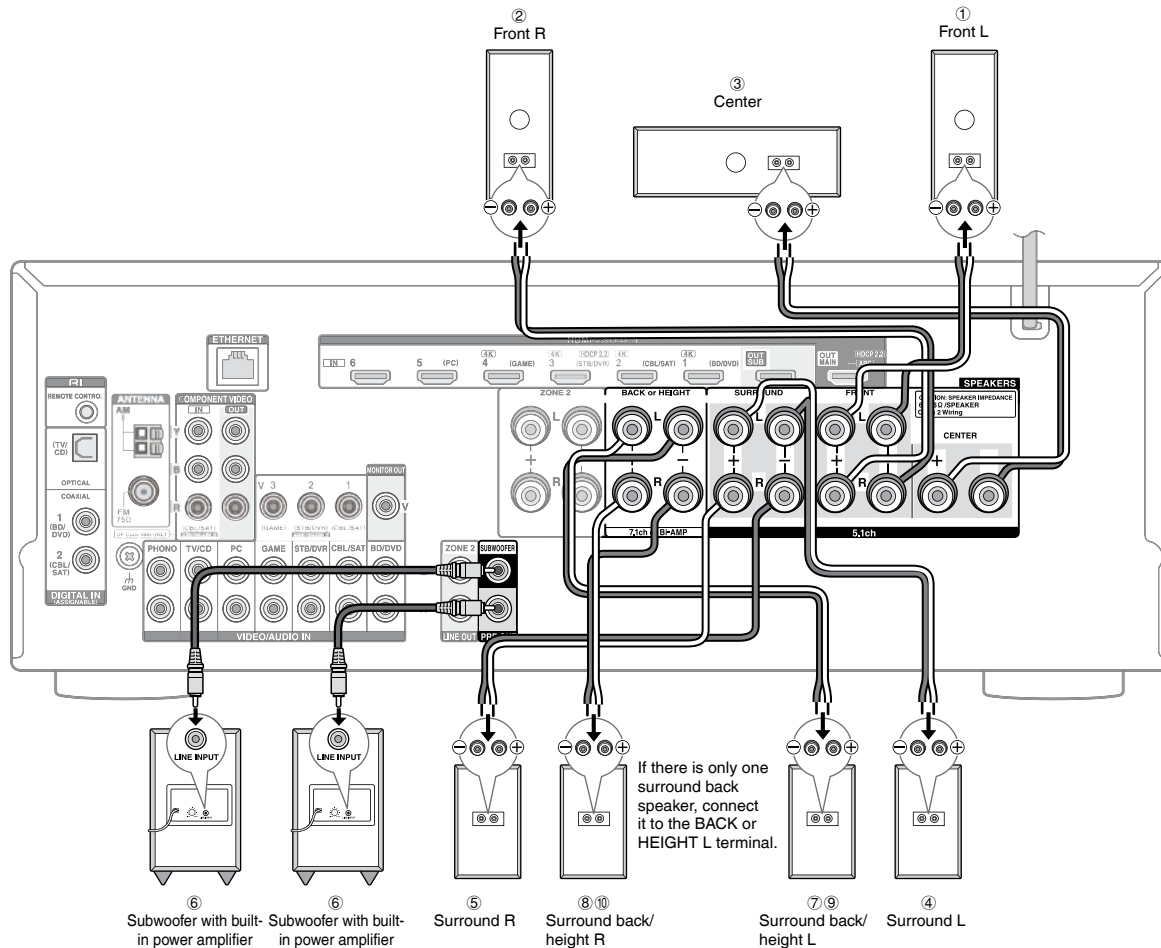 ②
Front R
①
Front L
③
Center
ETHERNET
RI
REMOTE CONTROL
ANTENNA
AM
FM
75Ω
COMPONENT VIDEO
IN
OUT
Y
B
R
IN 6
5 (PC)
4K
4 (GAME)
4K HDCP 2.2
3 (STB/DVR)
4K
2 (CBL/SAT)
4K
1 (BD/DVD)
OUT
SUB
OUT
MAIN
HDCP 2.2
SPEAKERS
6 Ω /SPEAKER
2 Wiring
ZONE 2
BACK or HEIGHT
SURROUND
FRONT
CENTER
L
L
L
L
+
+
–
+
–
+
–
+
–
R
R
R
R
7.1ch
Bi-AMP
5.1ch
(TV/
CD)
OPTICAL
COAXIAL
1
(BD/
DVD)
2
(CBL/
SAT)
DIGITAL IN
(ASSIGNABLE)
GND
MONITOR OUT
V
V 3
2
1
(GAME)
(STB/DVR)
(CBL/SAT)
(CBL/SAT)
PHONO
TV/CD
PC
GAME
STB/DVR
CBL/SAT
BD/DVD
VIDEO/AUDIO IN
ZONE 2
SUBWOOFER
LINE OUT
LINE INPUT
LINE INPUT
If there is only one
surround back
speaker, connect
it to the BACK or
HEIGHT L terminal.
⑥
Subwoofer with built-
in power amplifier
⑥
Subwoofer with built-
in power amplifier
⑤
Surround R
⑧⑩
Surround back/
height R
⑦⑨
Surround back/
height L
④
Surround L